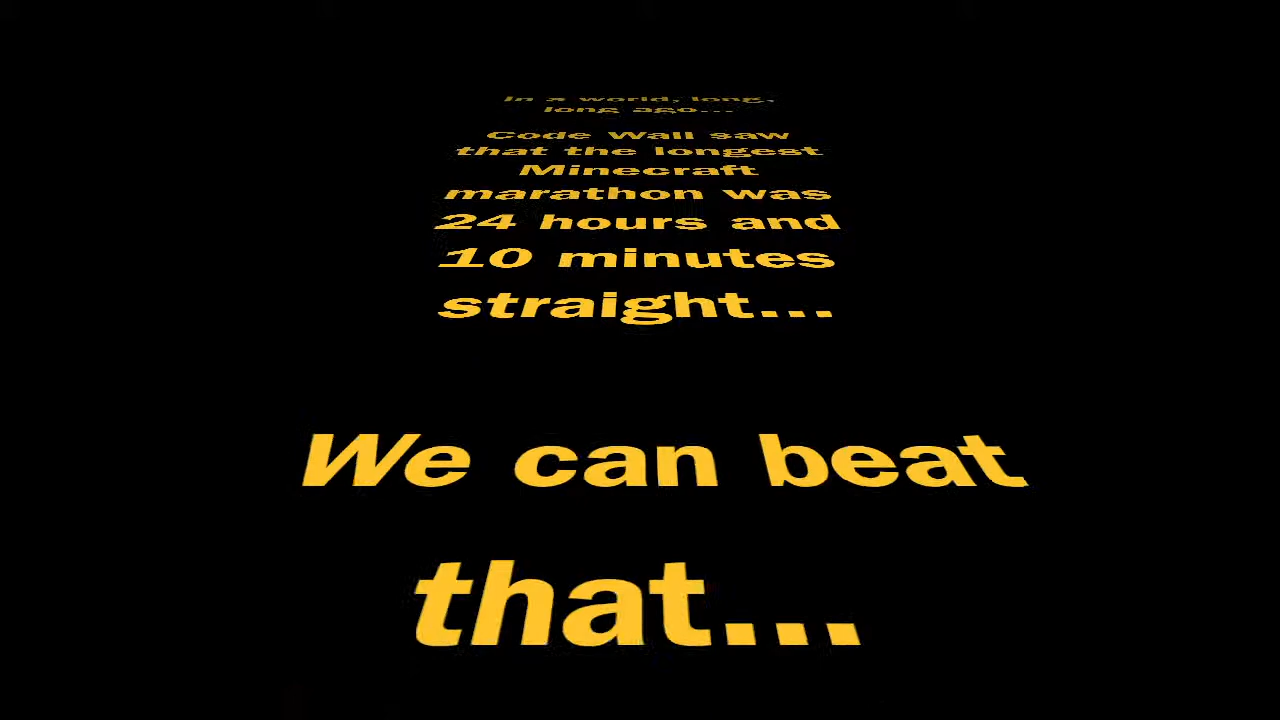 In a world, long,
long ago...
Code Wall saw
that the longest
Minecraft
marathon was
24 hours and
10 minutes
straight...
We can beat
that...